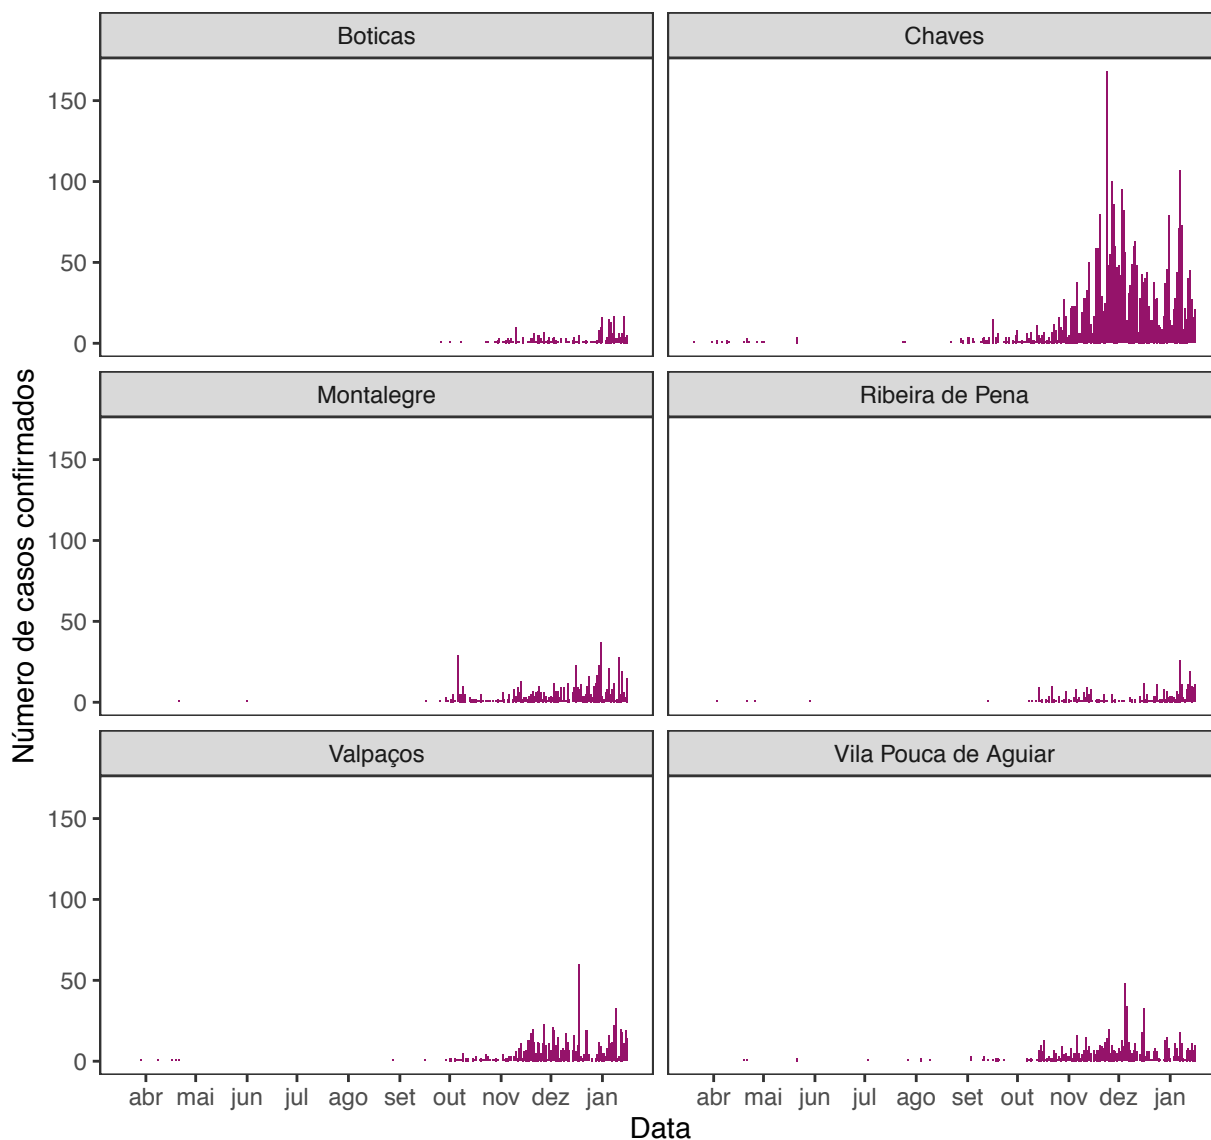 Boticas
Chaves
150
100
50
0
Montalegre
Ribeira de Pena
150
100
50
0
Valpaços
Vila Pouca de Aguiar
150
100
50
0
abr mai jun jul ago set out nov dez jan
abr mai jun jul ago set out nov dez jan
Data
Número de casos confirmados